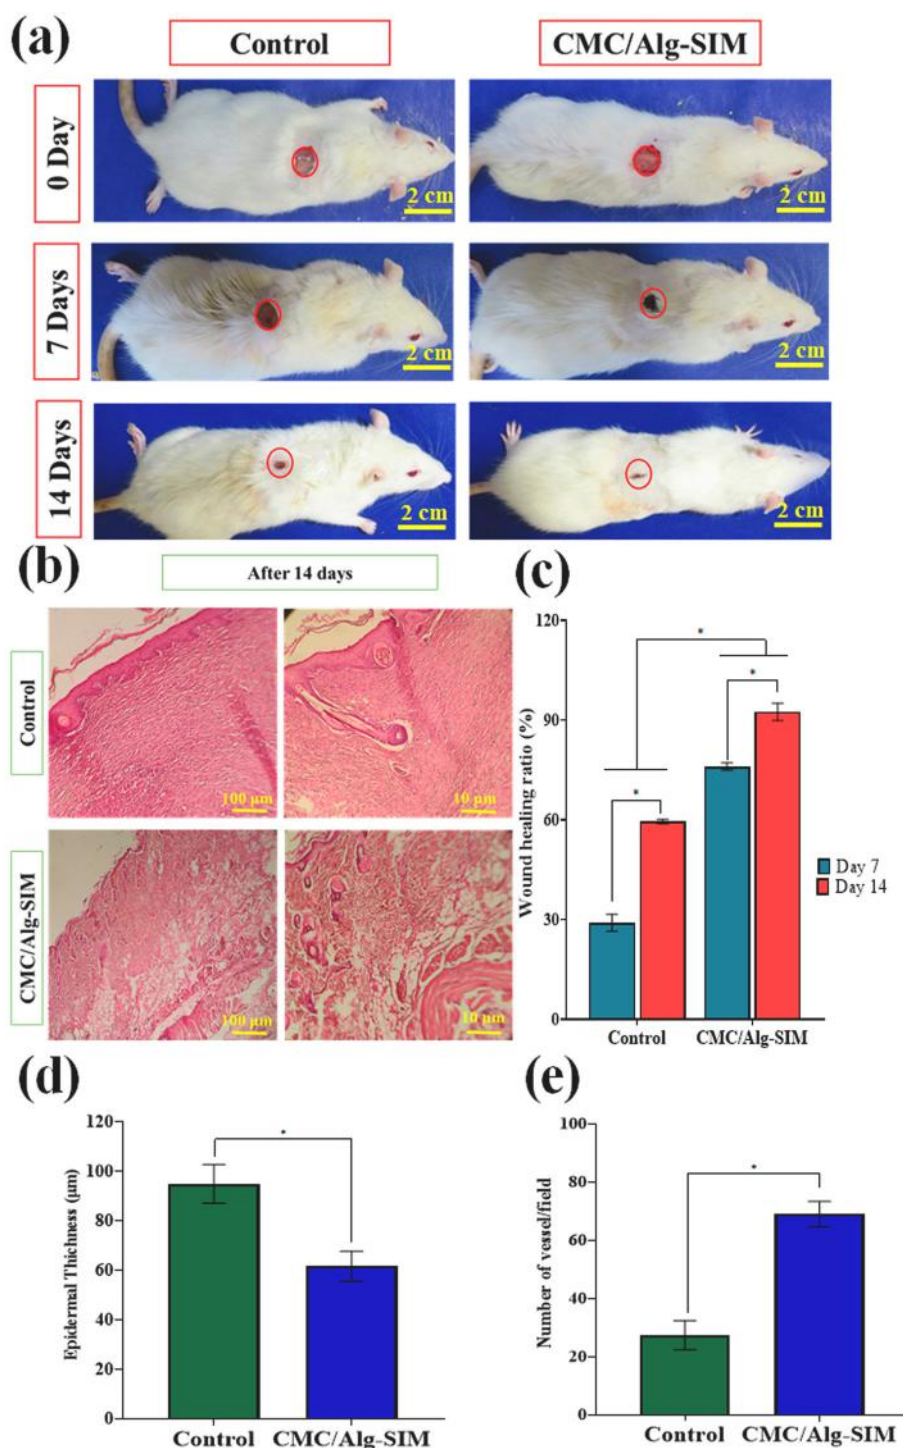 (a)
Control
CMC/Alg-SIM
0 Day
2 cm
2 cm
7 Days
2 cm
2 cm
14 Days
2 cm
2 cm
(b)
After 14 days
Control
100 µm
10 µm
CMC/Alg-SIM
100 µm
10 µm
(c)
Wound healing ratio (%)
120
90
60
30
0
*
*
*
Control
CMC/Alg-SIM
Day 7
Day 14
(d)
Epidermal Thichness (µm)
120
100
80
60
40
20
0
*
Control
CMC/Alg-SIM
(e)
Number of vessel/field
100
80
60
40
20
0
*
Control
CMC/Alg-SIM